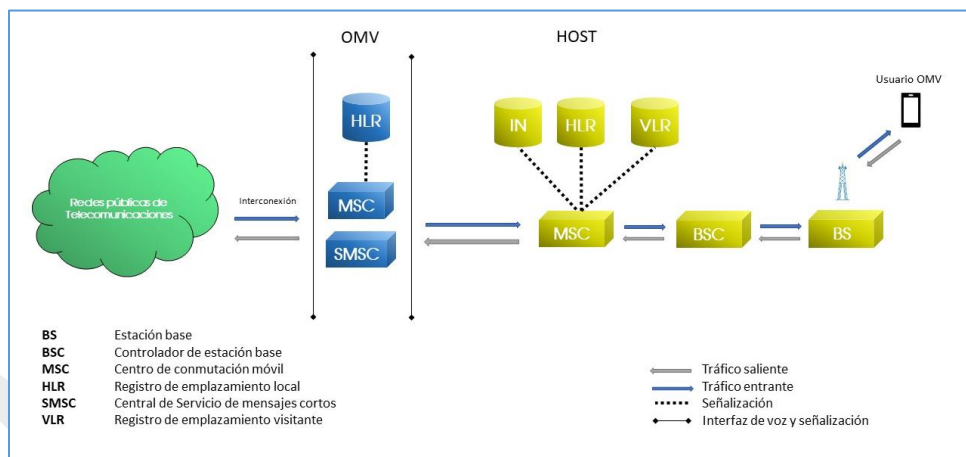 OMV
HOST
Usuario OMV
HLR
IN
HLR
VLR
Redes públicas de
Telecomunicaciones
Interconexión
MSC
SMSC
MSC
BSC
BS
BS Estación base
BSC Controlador de estación base
MSC Centro de conmutación móvil
HLR Registro de emplazamiento local
SMSC Central de Servicio de mensajes cortos
VLR Registro de emplazamiento visitante
Tráfico saliente
Tráfico entrante
Señalización
Interfaz de voz y señalización